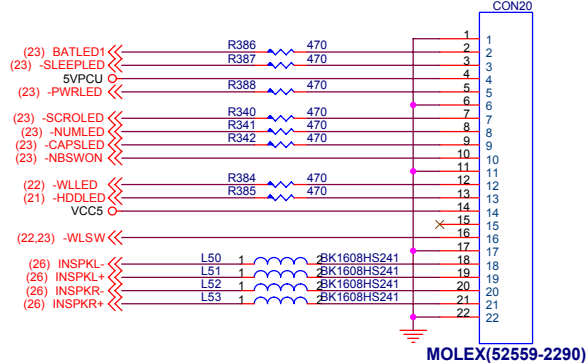 CON20
1 1
(23) BATLED1 R386 470 2 2
(23) -SLEEPLED R387 470 3 3
5VPCU 4 4
(23) -PWRLED R388 470 5 5
6 6
(23) -SCROLED R340 470 7 7
(23) -NUMLED R341 470 8 8
(23) -CAPSLED R342 470 9 9
(23) -NBSWON 10 10
11 11
(22) -WLLED R384 470 12 12
(21) -HDDLED R385 470 13 13
VCC5 14 14
15 15
(22,23) -WLSW 16 16
17 17
(26) INSPKL- L50 1 2 BK1608HS241 18 18
(26) INSPKL+ L51 1 2 BK1608HS241 19 19
(26) INSPKR- L52 1 2 BK1608HS241 20 20
(26) INSPKR+ L53 1 2 BK1608HS241 21 21
22 22
MOLEX(52559-2290)